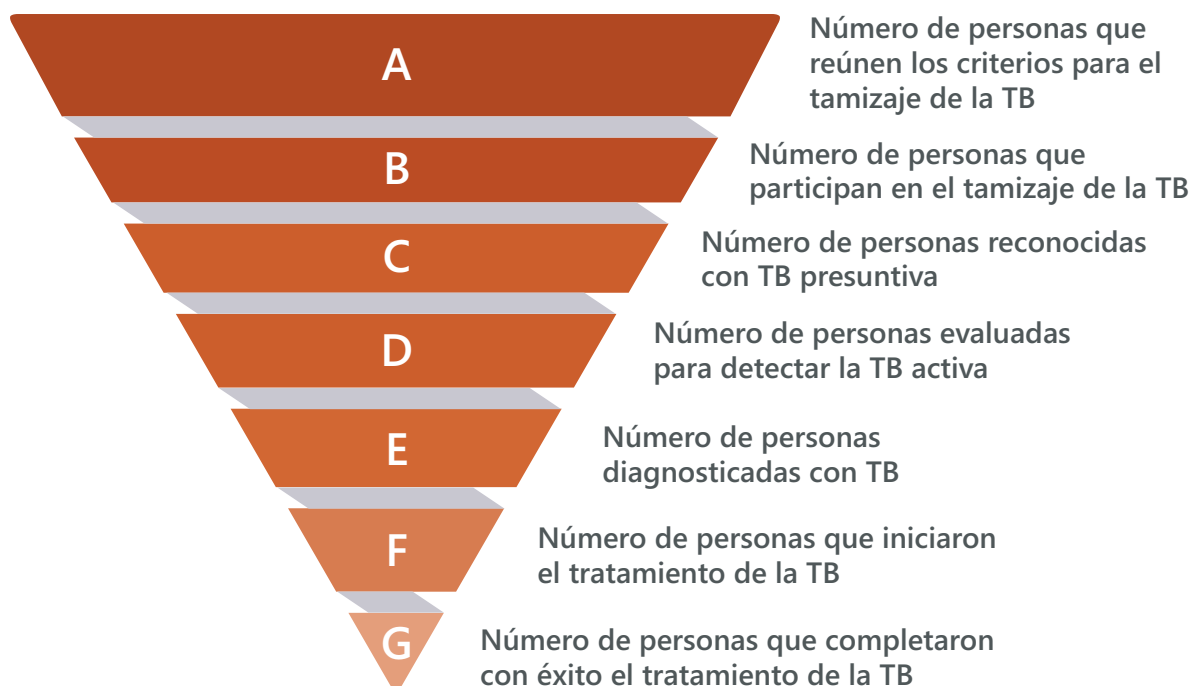 A
Número de personas que
reúnen los criterios para el
tamizaje de la TB
B
Número de personas que
participan en el tamizaje de la TB
C
Número de personas reconocidas
con TB presuntiva
D
Número de personas evaluadas
para detectar la TB activa
E
Número de personas
diagnosticadas con TB
F
Número de personas que iniciaron
el tratamiento de la TB
G
Número de personas que completaron
con éxito el tratamiento de la TB